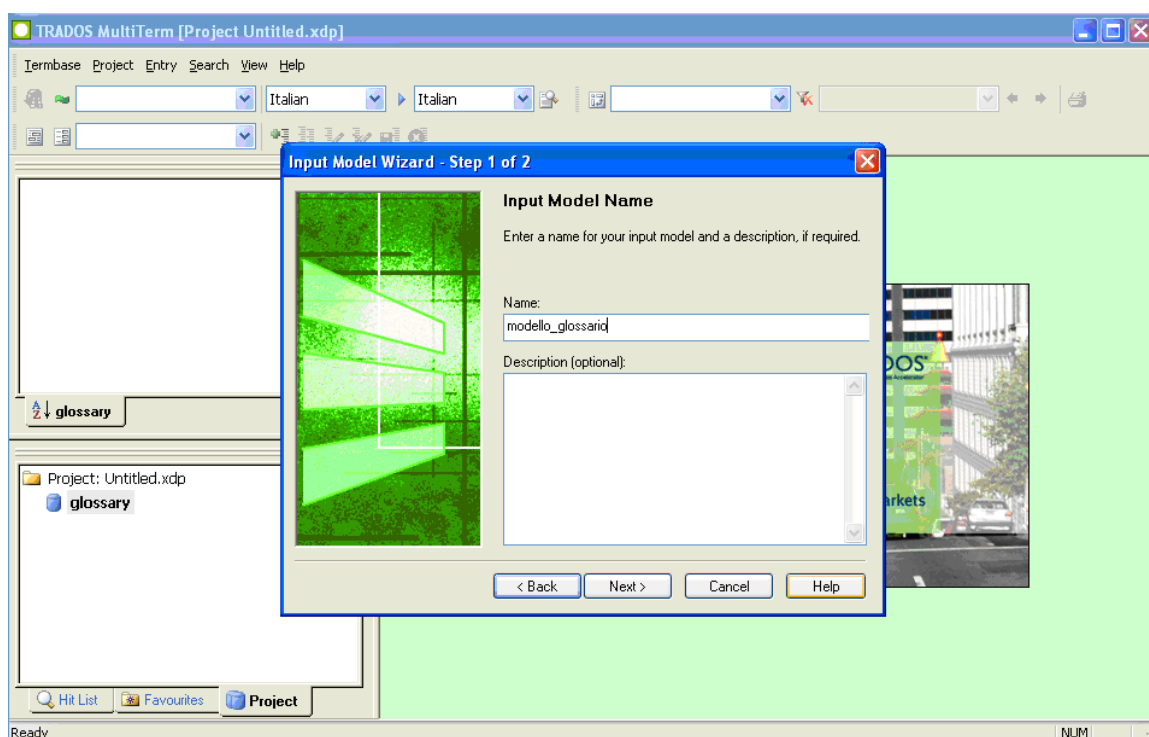 TRADOS MultiTerm [Project Untitled.xdp]
Termbase Project Entry Search View Help
Italian Italian
Input Model Wizard - Step 1 of 2
Input Model Name
Enter a name for your input model and a description, if required.
Name:
modello_glossario
Description (optional):
< Back Next > Cancel Help
glossary
Project: Untitled.xdp
glossary
DOS
arkets
Hit List Favourites Project
Ready NUM